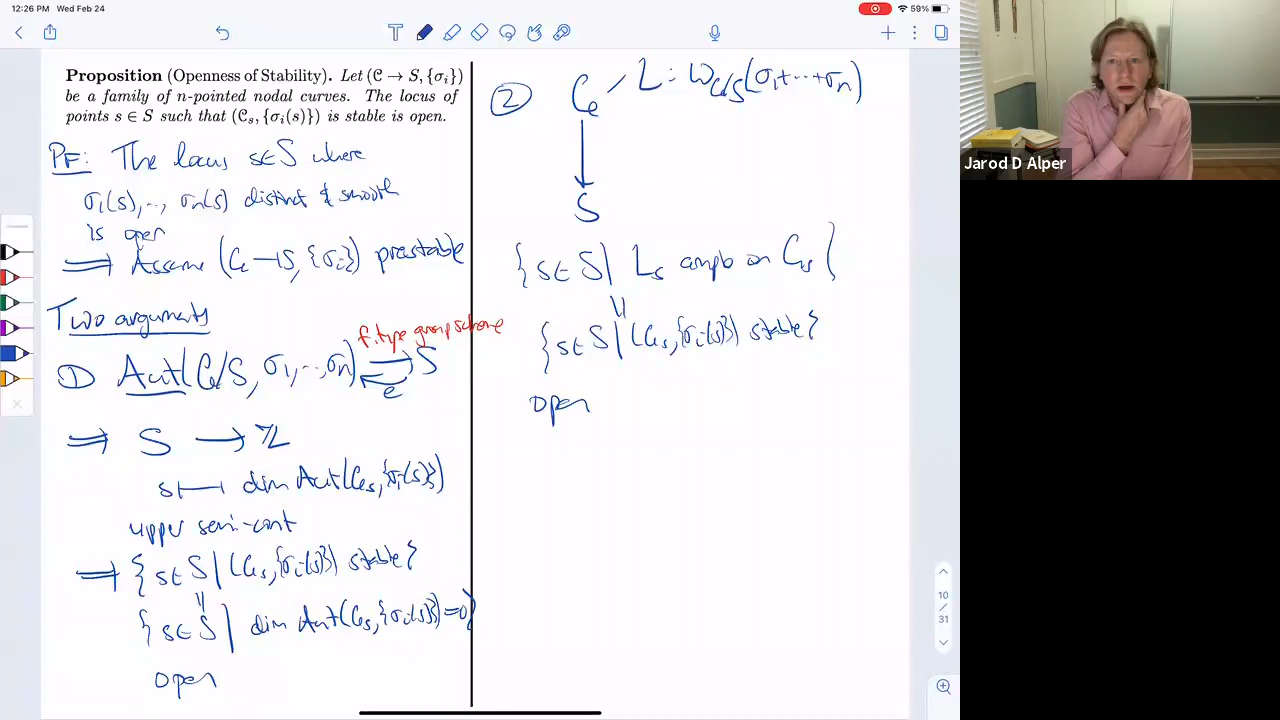 12:26 PM Wed Feb 24
59%
Proposition (Openness of Stability). Let (𝒞 → S, {σᵢ})
be a family of n-pointed nodal curves. The locus of
points s ∈ S such that (𝒞ₛ, {σᵢ(s)}) is stable is open.
PF: The locus s∈S where
σ₁(s),..., σₙ(s) distinct & smooth
is open
⟹ Assume (𝒞→S, {σᵢ}) prestable
Two arguments
f.type group scheme
① Aut(𝒞/S, σ₁,...,σₙ) ⇄ S
e
⟹ S → ℤ
s ↦ dim Aut(𝒞ₛ, {σᵢ(s)})
upper semi-cont
⟹ {s∈S | (𝒞ₛ, {σᵢ(s)}) stable}
||
{s∈S | dim Aut(𝒞ₛ, {σᵢ(s)})=0}
open
② 𝒞 / L := ω_{𝒞/S}(σ₁+...+σₙ)
↓
S
{s∈S | Lₛ ample on 𝒞ₛ}
||
{s∈S | (𝒞ₛ, {σᵢ(s)}) stable}
open
10
/
31
Jarod D Alper